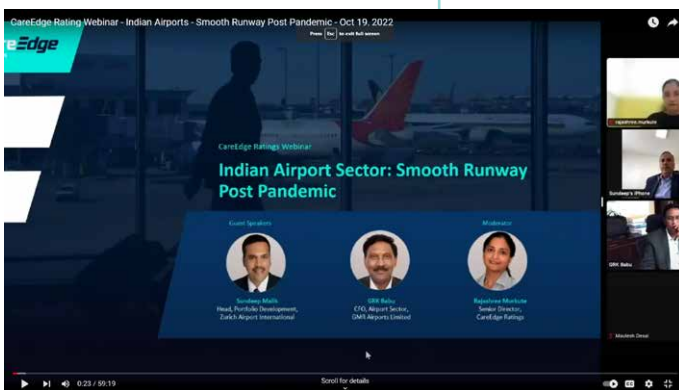 CareEdge Rating Webinar - Indian Airports - Smooth Runway Post Pandemic - Oct 19, 2022
Press Esc to exit full screen
eEdge
CareEdge Ratings Webinar
Indian Airport Sector: Smooth Runway
Post Pandemic
Guest Speakers
Moderator
Sundeep Malik
Head, Portfolio Development,
Zurich Airport International
GRK Babu
CFO, Airport Sector,
GMR Airports Limited
Rajashree Murkute
Senior Director,
CareEdge Ratings
rajashree.murkute
Sundeep's iPhone
GRK Babu
0:23 / 59:19
Scroll for details